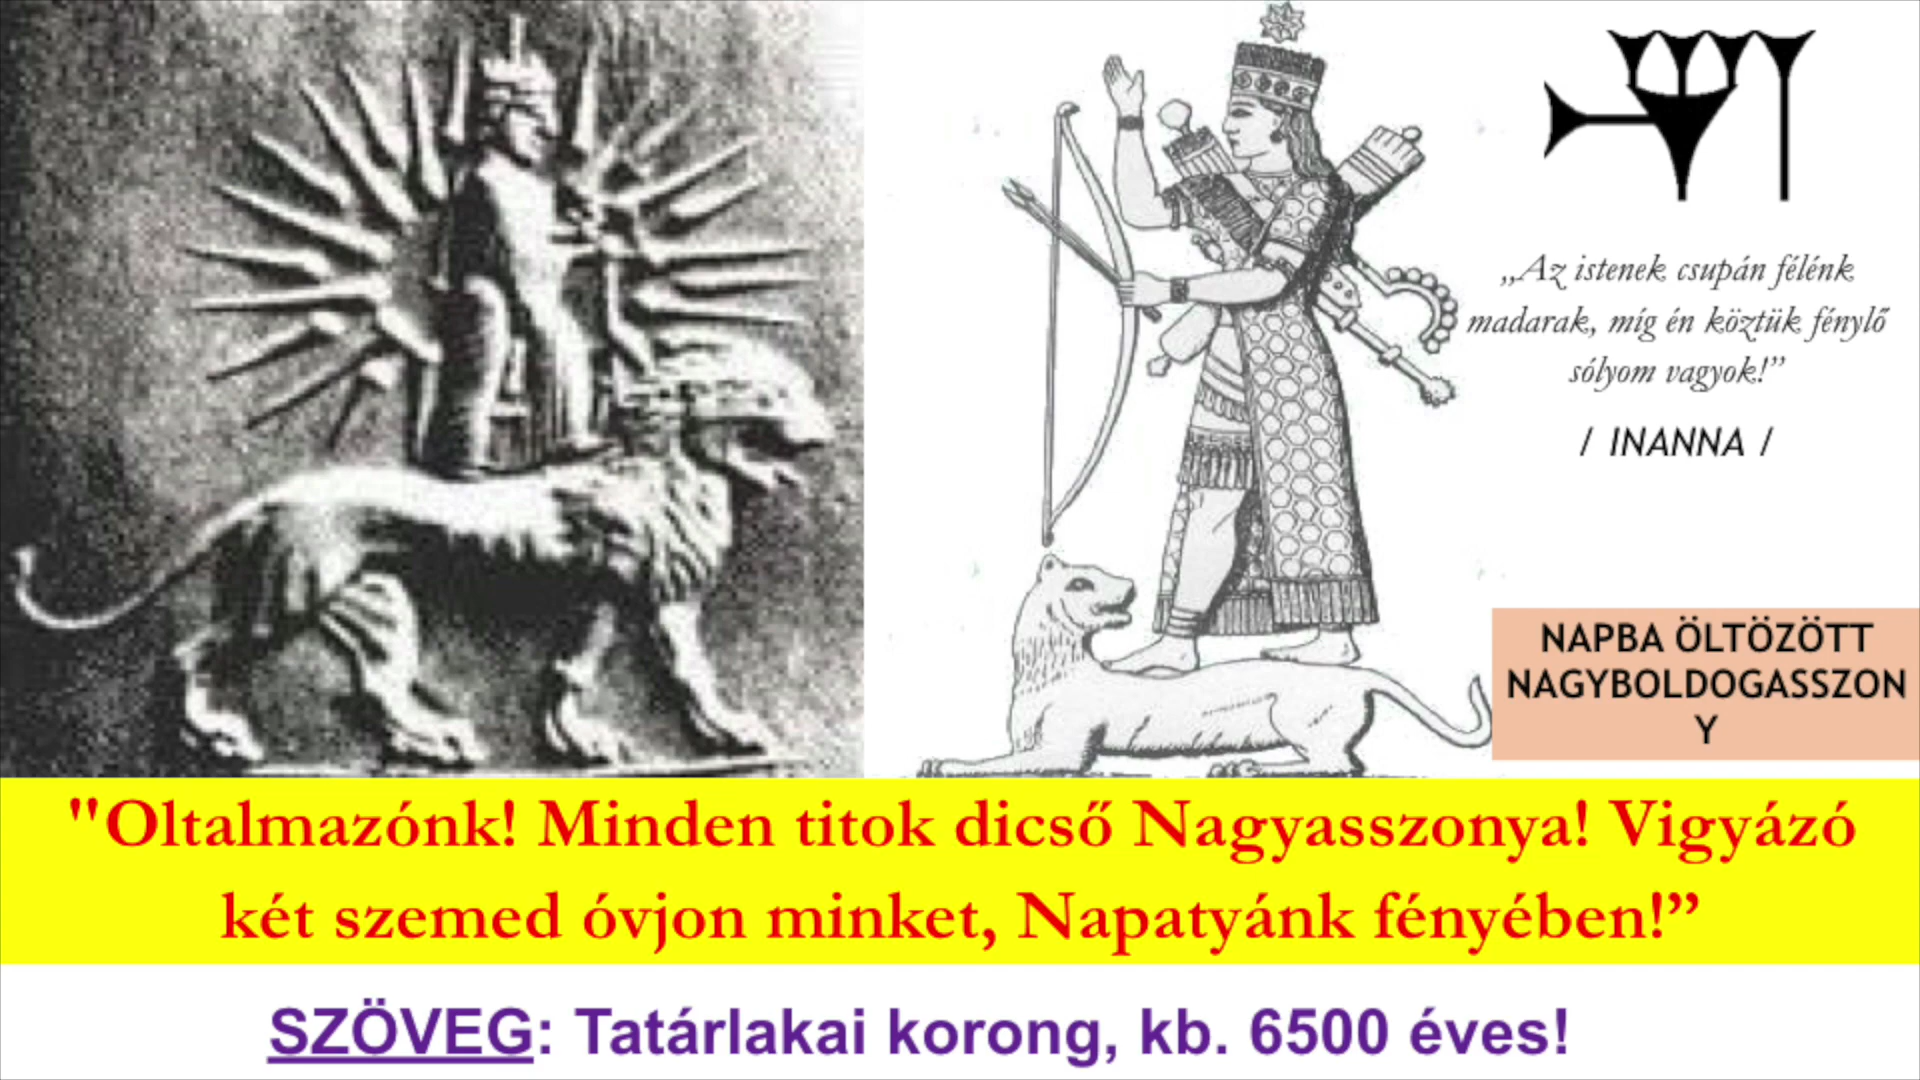 „Az istenek csupán félénk
madarak, míg én köztük fénylő
sólyom vagyok!”
/ INANNA /
NAPBA ÖLTÖZÖTT
NAGYBOLDOGASSZON
Y
"Oltalmazónk! Minden titok dicső Nagyasszonya! Vigyázó
két szemed óvjon minket, Napatyánk fényében!”
SZÖVEG: Tatárlakai korong, kb. 6500 éves!